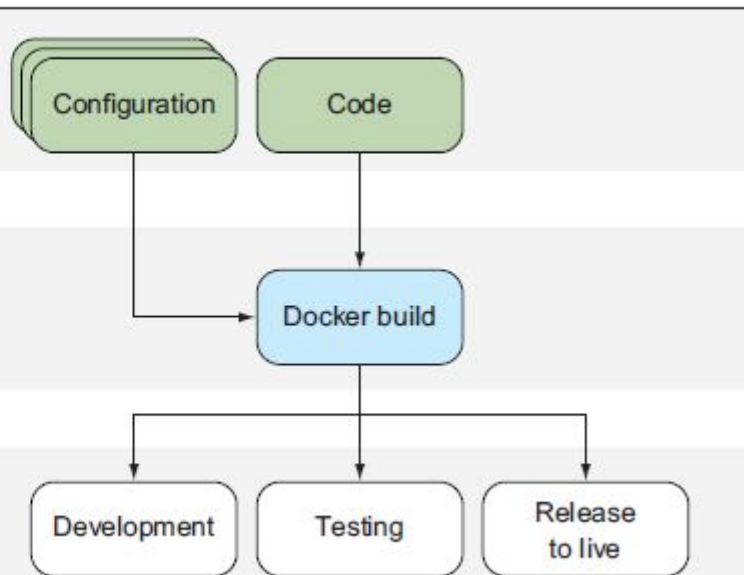 Configuration
Code
Docker build
Development
Testing
Release
to live